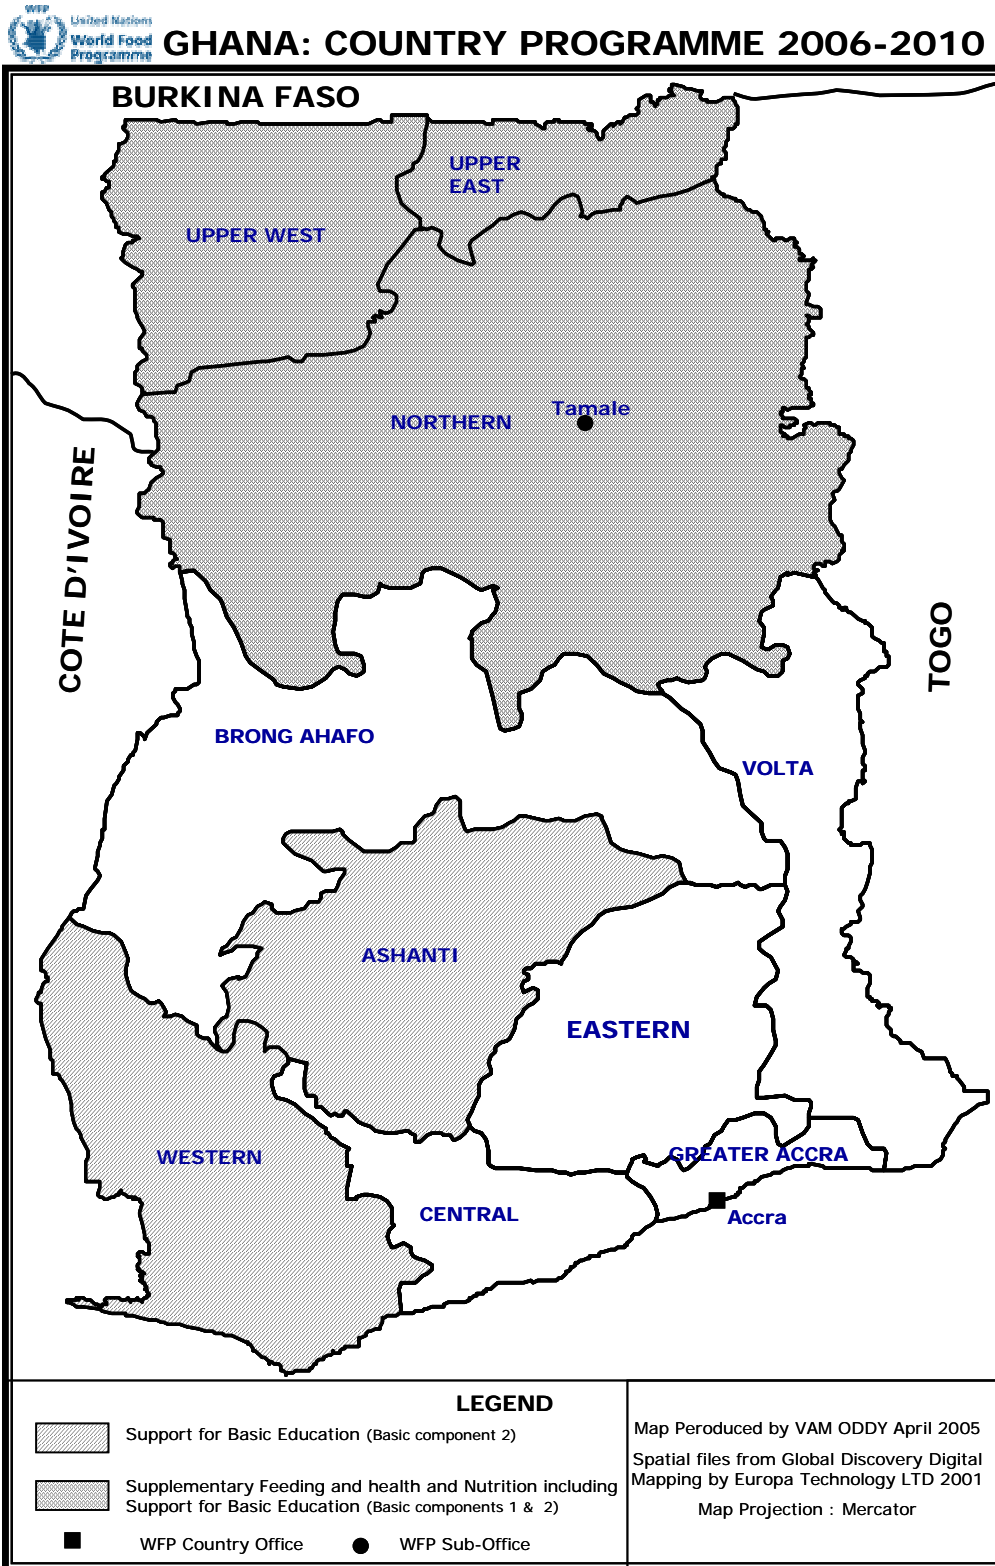 WFP
United Nations
World Food
Programme
GHANA: COUNTRY PROGRAMME 2006-2010
BURKINA FASO
UPPER
EAST
UPPER WEST
NORTHERN
Tamale
COTE D'IVOIRE
TOGO
BRONG AHAFO
VOLTA
ASHANTI
EASTERN
WESTERN
GREATER ACCRA
CENTRAL
Accra
LEGEND
Support for Basic Education (Basic component 2)
Supplementary Feeding and health and Nutrition including
Support for Basic Education (Basic components 1 & 2)
WFP Country Office
WFP Sub-Office
Map Peroduced by VAM ODDY April 2005
Spatial files from Global Discovery Digital
Mapping by Europa Technology LTD 2001
Map Projection : Mercator